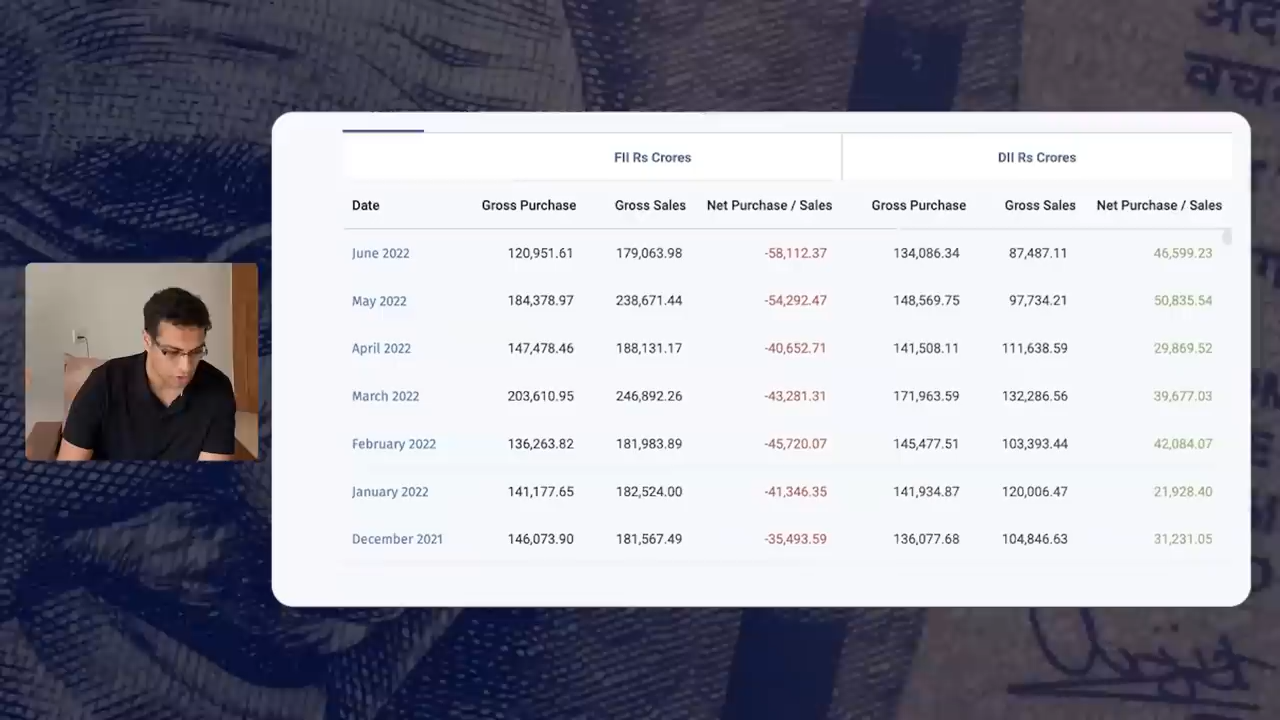 FII Rs Crores DII Rs Crores
Date Gross Purchase Gross Sales Net Purchase / Sales Gross Purchase Gross Sales Net Purchase / Sales
June 2022 120,951.61 179,063.98 -58,112.37 134,086.34 87,487.11 46,599.23
May 2022 184,378.97 238,671.44 -54,292.47 148,569.75 97,734.21 50,835.54
April 2022 147,478.46 188,131.17 -40,652.71 141,508.11 111,638.59 29,869.52
March 2022 203,610.95 246,892.26 -43,281.31 171,963.59 132,286.56 39,677.03
February 2022 136,263.82 181,983.89 -45,720.07 145,477.51 103,393.44 42,084.07
January 2022 141,177.65 182,524.00 -41,346.35 141,934.87 120,006.47 21,928.40
December 2021 146,073.90 181,567.49 -35,493.59 136,077.68 104,846.63 31,231.05